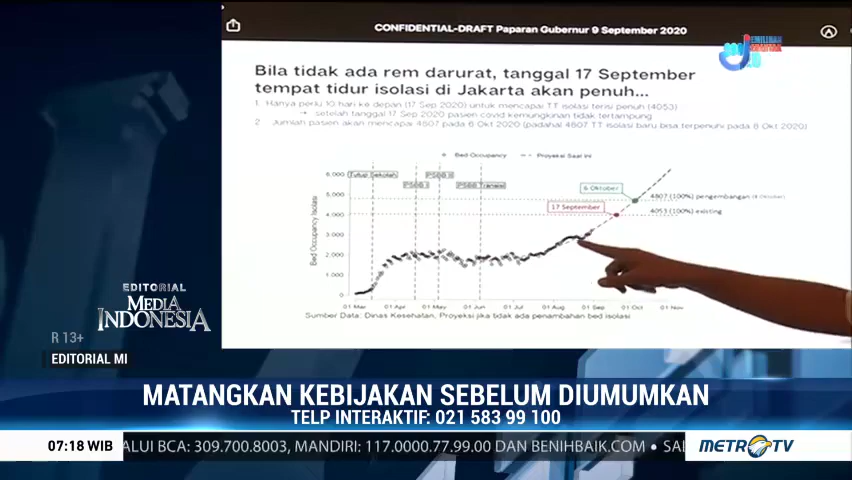 CONFIDENTIAL-DRAFT Paparan Gubernur 9 September 2020
Bila tidak ada rem darurat, tanggal 17 September
tempat tidur isolasi di Jakarta akan penuh...
1. Hanya perlu 10 hari ke depan (17 Sep 2020) untuk mencapai TT isolasi terisi penuh (4053)
→ setelah tanggal 17 Sep 2020 pasien covid kemungkinan tidak tertampung
2. Jumlah pasien akan mencapai 4807 pada 6 Okt 2020 (padahal 4807 TT isolasi baru bisa terpenuhi pada 8 Okt 2020)
Bed Occupancy
Proyeksi Saat Ini
Bed Occupancy Isolasi
6.000
5.000
4.000
3.000
2.000
1.000
0
Tutup Sekolah
PSBB I
PSBB II
PSBB Transisi
6 Oktober
17 September
4807 (100%) pengembangan (8 Oktober)
4053 (100%) existing
01 Mar 01 Apr 01 May 01 Jun 01 Jul 01 Aug 01 Sep 01 Oct 01 Nov
Sumber Data: Dinas Kesehatan, Proyeksi jika tidak ada penambahan bed isolasi
EDITORIAL
MEDIA
INDONESIA
R 13+
EDITORIAL MI
MATANGKAN KEBIJAKAN SEBELUM DIUMUMKAN
TELP INTERAKTIF: 021 583 99 100
07:18 WIB
ALUI BCA: 309.700.8003, MANDIRI: 117.0000.77.99.00 DAN BENIHBAIK.COM • SAL
METRO TV